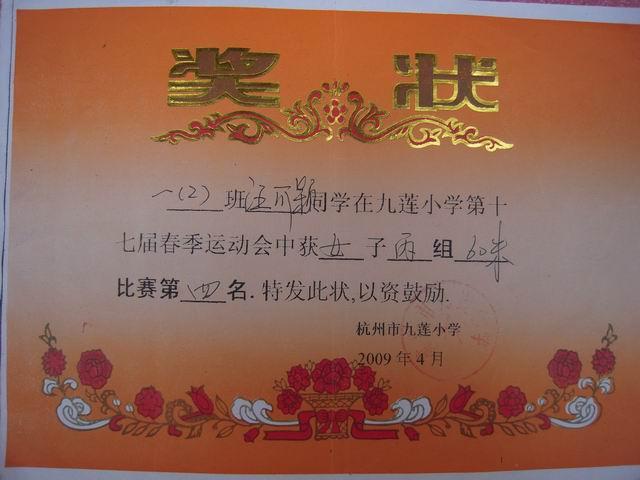 奖状
一(2)班汪可颖同学在九莲小学第十
七届春季运动会中获女子丙组60米
比赛第四名.特发此状,以资鼓励.
杭州市九莲小学
2009年4月